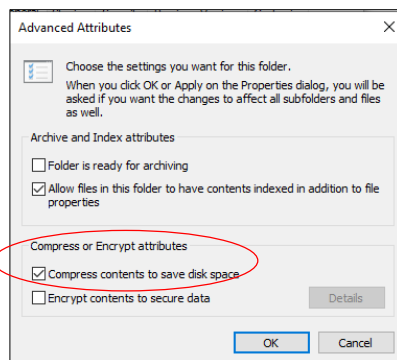 Advanced Attributes
Choose the settings you want for this folder.
When you click OK or Apply on the Properties dialog, you will be
asked if you want the changes to affect all subfolders and files
as well.
Archive and Index attributes
Folder is ready for archiving
Allow files in this folder to have contents indexed in addition to file
properties
Compress or Encrypt attributes
Compress contents to save disk space
Encrypt contents to secure data
Details
OK
Cancel